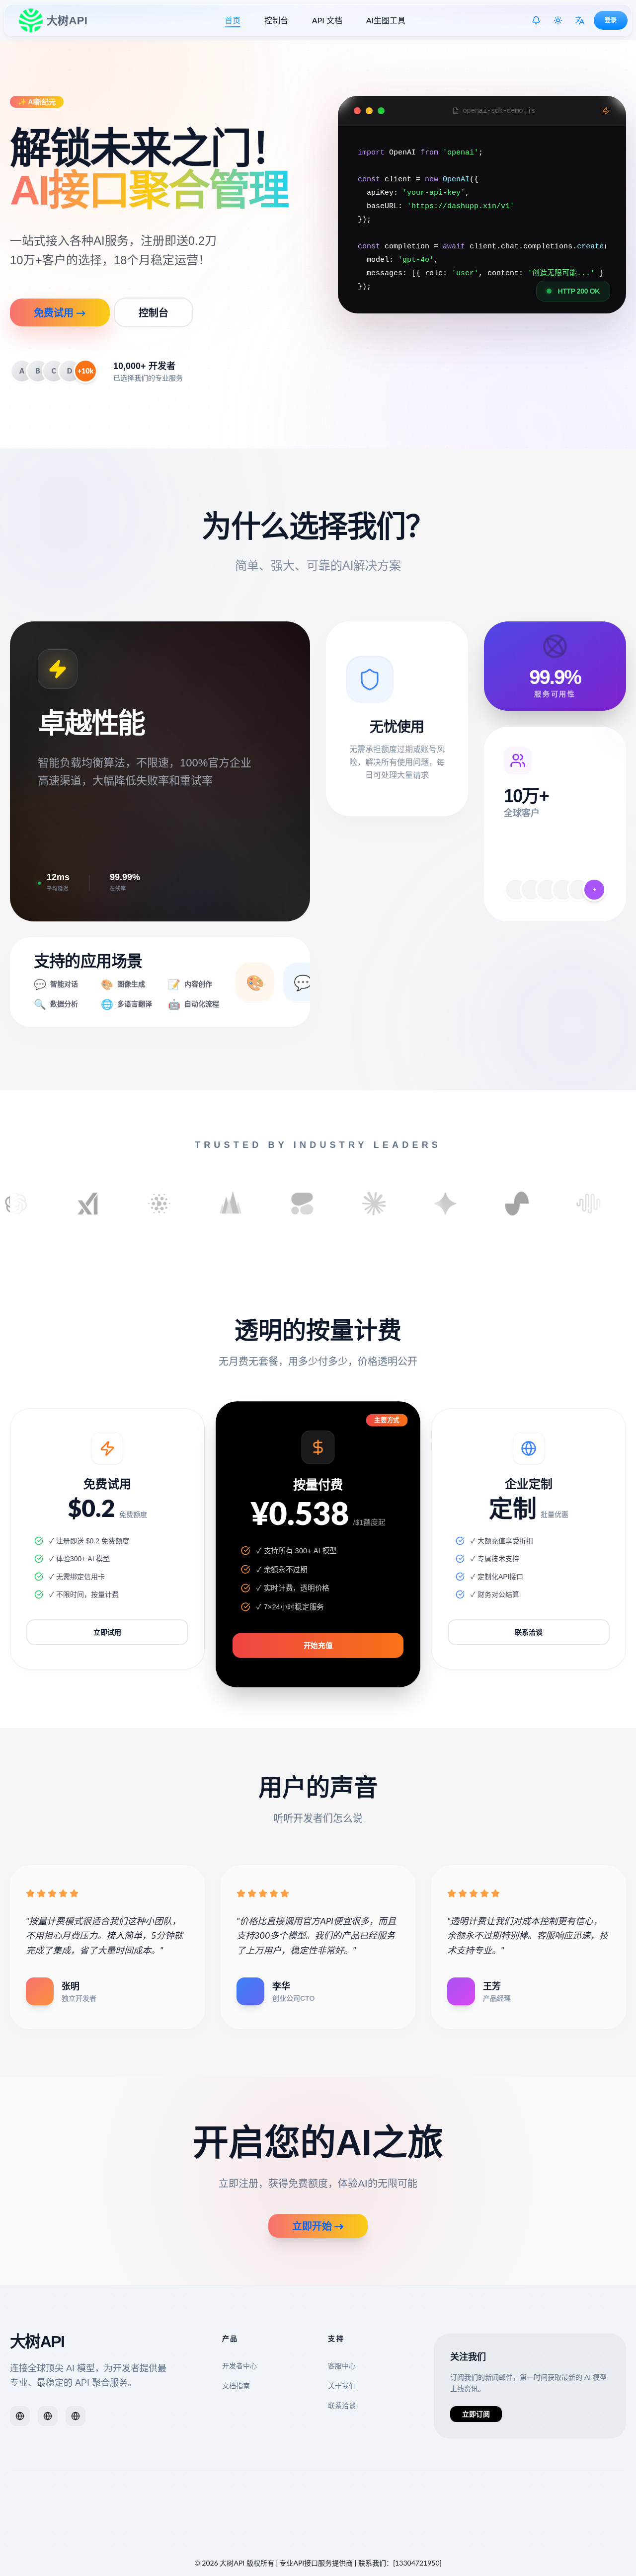 大树API
首页
控制台
API 文档
AI生图工具
登录
✨ AI新纪元
解锁未来之门！
AI接口聚合管理
一站式接入各种AI服务，注册即送0.2刀
10万+客户的选择，18个月稳定运营！
免费试用 →
控制台
A B C D +10k
10,000+ 开发者
已选择我们的专业服务
openai-sdk-demo.js
import OpenAI from 'openai';
const client = new OpenAI({
apiKey: 'your-api-key',
baseURL: 'https://dashupp.xin/v1'
});
const completion = await client.chat.completions.create(
model: 'gpt-4o',
messages: [{ role: 'user', content: '创造无限可能...' }
});
HTTP 200 OK
为什么选择我们？
简单、强大、可靠的AI解决方案
卓越性能
智能负载均衡算法，不限速，100%官方企业
高速渠道，大幅降低失败率和重试率
12ms
平均延迟
99.99%
在线率
无忧使用
无需承担额度过期或账号风
险，解决所有使用问题，每
日可处理大量请求
99.9%
服务可用性
10万+
全球客户
+
支持的应用场景
💬 智能对话
🎨 图像生成
📝 内容创作
🔍 数据分析
🌐 多语言翻译
🤖 自动化流程
TRUSTED BY INDUSTRY LEADERS
透明的按量计费
无月费无套餐，用多少付多少，价格透明公开
免费试用
$0.2 免费额度
✓ 注册即送 $0.2 免费额度
✓ 体验300+ AI 模型
✓ 无需绑定信用卡
✓ 不限时间，按量计费
立即试用
主要方式
按量付费
¥0.538 /$1额度起
✓ 支持所有 300+ AI 模型
✓ 余额永不过期
✓ 实时计费，透明价格
✓ 7×24小时稳定服务
开始充值
企业定制
定制 批量优惠
✓ 大额充值享受折扣
✓ 专属技术支持
✓ 定制化API接口
✓ 财务对公结算
联系洽谈
用户的声音
听听开发者们怎么说
"按量计费模式很适合我们这种小团队，
不用担心月费压力。接入简单，5分钟就
完成了集成，省了大量时间成本。"
张明
独立开发者
"价格比直接调用官方API便宜很多，而且
支持300多个模型。我们的产品已经服务
了上万用户，稳定性非常好。"
李华
创业公司CTO
"透明计费让我们对成本控制更有信心，
余额永不过期特别棒。客服响应迅速，技
术支持专业。"
王芳
产品经理
开启您的AI之旅
立即注册，获得免费额度，体验AI的无限可能
立即开始 →
大树API
连接全球顶尖 AI 模型，为开发者提供最
专业、最稳定的 API 聚合服务。
产品
开发者中心
文档指南
支持
客服中心
关于我们
联系洽谈
关注我们
订阅我们的新闻邮件，第一时间获取最新的 AI 模型
上线资讯。
立即订阅
© 2026 大树API 版权所有 | 专业API接口服务提供商 | 联系我们：[13304721950]